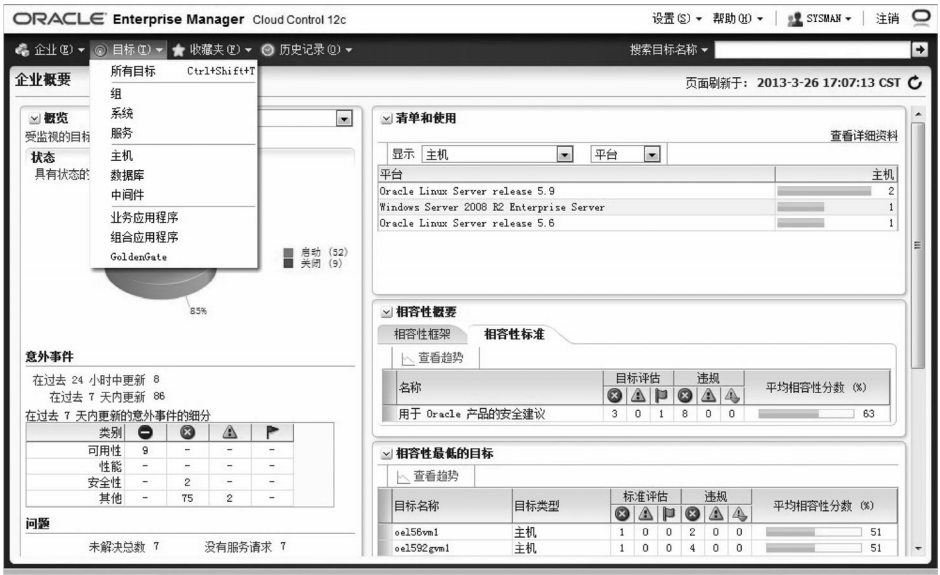 ORACLE Enterprise Manager Cloud Control 12c
设置(S) 帮助(H) SYSMAN 注销
企业(E) 目标(T) 收藏夹(F) 历史记录(O) 搜索目标名称
企业概要
页面刷新于: 2013-3-26 17:07:13 CST
所有目标 Ctrl+Shift+T
组
系统
服务
主机
数据库
中间件
业务应用程序
组合应用程序
GoldenGate
概览
受监视的目标
状态
具有状态的
启动 (52)
关闭 (9)
85%
意外事件
在过去 24 小时中更新 8
在过去 7 天内更新 86
在过去 7 天内更新的意外事件的细分
类别
可用性 9 - - -
性能 - - - -
安全性 - 2 - -
其他 - 75 2 -
问题
未解决总数 7 没有服务请求 7
清单和使用
查看详细资料
显示 主机 平台
平台 主机
Oracle Linux Server release 5.9 2
Windows Server 2008 R2 Enterprise Server 1
Oracle Linux Server release 5.6 1
相容性概要
相容性框架 相容性标准
查看趋势
名称 目标评估 违规 平均相容性分数 (%)
用于 Oracle 产品的安全建议 3 0 1 8 0 0 63
相容性最低的目标
查看趋势
目标名称 目标类型 标准评估 违规 平均相容性分数 (%)
oel56vm1 主机 1 0 0 2 0 0 51
oel592gvm1 主机 1 0 0 4 0 0 51